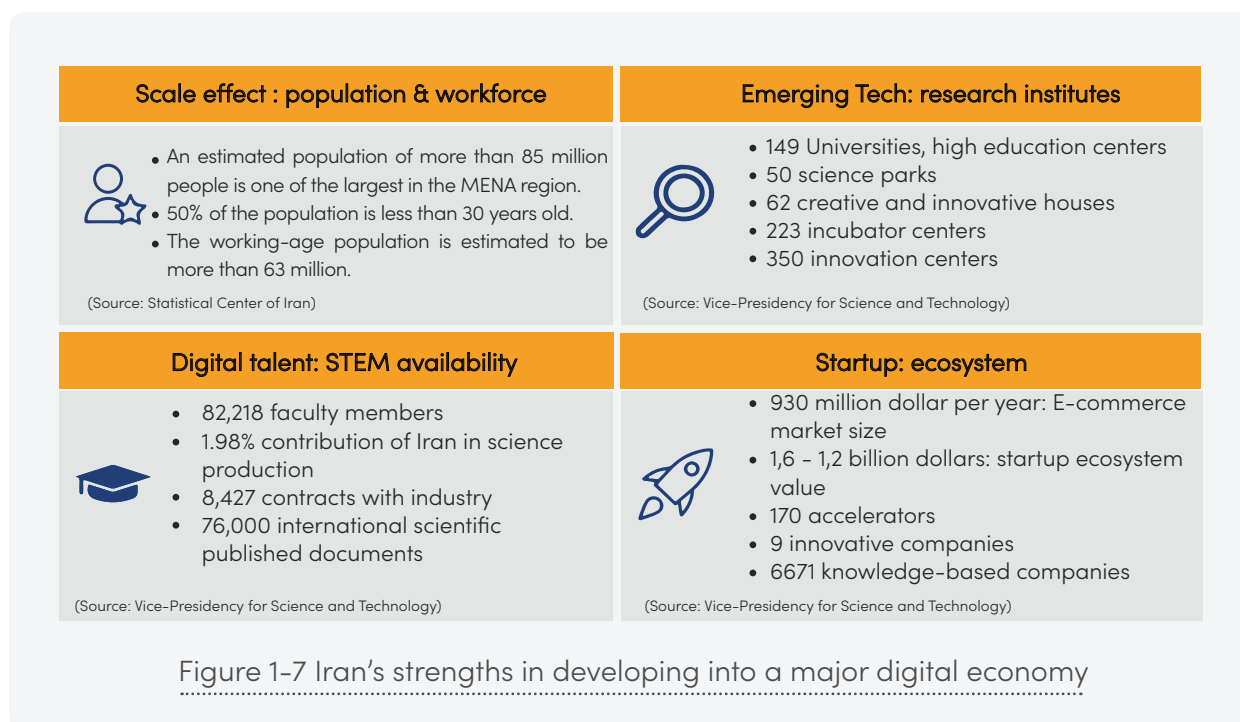 Scale effect : population & workforce
• An estimated population of more than 85 million
people is one of the largest in the MENA region.
• 50% of the population is less than 30 years old.
• The working-age population is estimated to be
more than 63 million.
(Source: Statistical Center of Iran)
Emerging Tech: research institutes
• 149 Universities, high education centers
• 50 science parks
• 62 creative and innovative houses
• 223 incubator centers
• 350 innovation centers
(Source: Vice-Presidency for Science and Technology)
Digital talent: STEM availability
• 82,218 faculty members
• 1.98% contribution of Iran in science
production
• 8,427 contracts with industry
• 76,000 international scientific
published documents
(Source: Vice-Presidency for Science and Technology)
Startup: ecosystem
• 930 million dollar per year: E-commerce
market size
• 1,6 - 1,2 billion dollars: startup ecosystem
value
• 170 accelerators
• 9 innovative companies
• 6671 knowledge-based companies
(Source: Vice-Presidency for Science and Technology)
Figure 1-7 Iran’s strengths in developing into a major digital economy